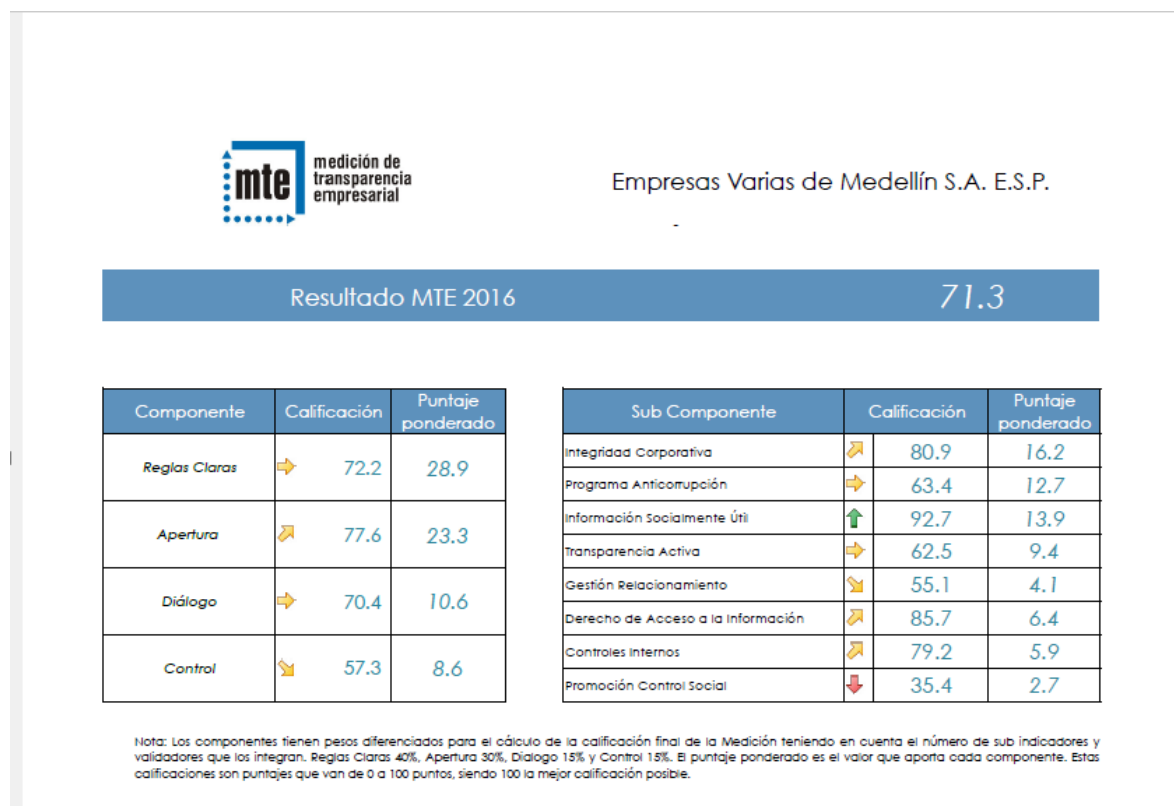 mte
medición de
transparencia
empresarial
Empresas Varias de Medellín S.A. E.S.P.
-
Resultado MTE 2016 71.3
Componente Calificación Puntaje ponderado
Reglas Claras 72.2 28.9
Apertura 77.6 23.3
Diálogo 70.4 10.6
Control 57.3 8.6
Sub Componente Calificación Puntaje ponderado
Integridad Corporativa 80.9 16.2
Programa Anticorrupción 63.4 12.7
Información Socialmente Útil 92.7 13.9
Transparencia Activa 62.5 9.4
Gestión Relacionamiento 55.1 4.1
Derecho de Acceso a la Información 85.7 6.4
Controles Internos 79.2 5.9
Promoción Control Social 35.4 2.7
Nota: Los componentes tienen pesos diferenciados para el cálculo de la calificación final de la Medición teniendo en cuenta el número de sub indicadores y
validadores que los integran. Reglas Claras 40%, Apertura 30%, Dialogo 15% y Control 15%. El puntaje ponderado es el valor que aporta cada componente. Estas
calificaciones son puntajes que van de 0 a 100 puntos, siendo 100 la mejor calificación posible.